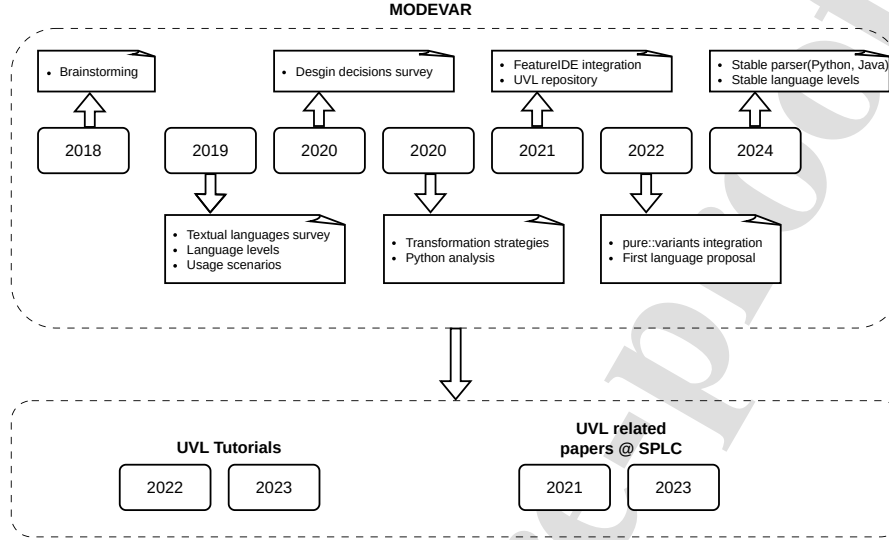 MODEVAR
• Brainstorming
• Desgin decisions survey
• FeatureIDE integration
• UVL repository
• Stable parser(Python, Java)
• Stable language levels
2018
2019
2020
2020
2021
2022
2024
• Textual languages survey
• Language levels
• Usage scenarios
• Transformation strategies
• Python analysis
• pure::variants integration
• First language proposal
UVL Tutorials
2022
2023
UVL related
papers @ SPLC
2021
2023